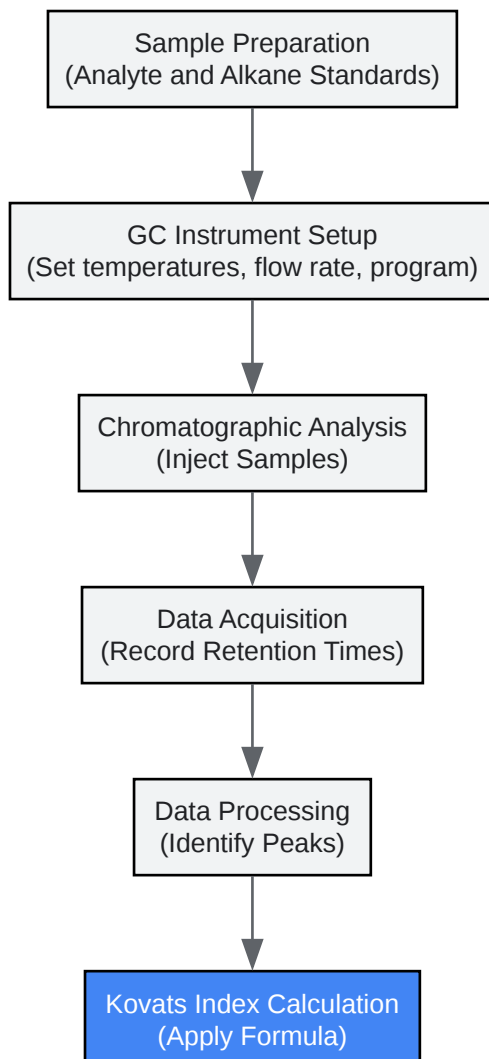 Sample Preparation
(Analyte and Alkane Standards)
GC Instrument Setup
(Set temperatures, flow rate, program)
Chromatographic Analysis
(Inject Samples)
Data Acquisition
(Record Retention Times)
Data Processing
(Identify Peaks)
Kovats Index Calculation
(Apply Formula)